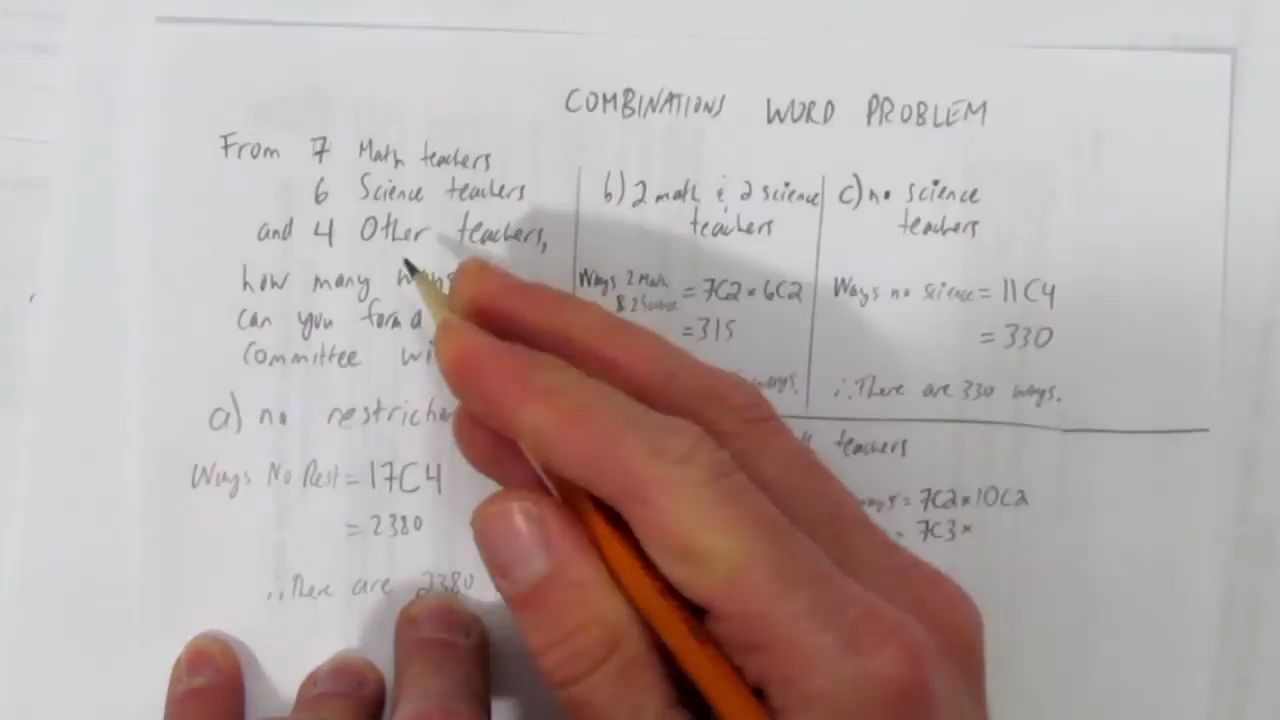 COMBINATIONS WORD PROBLEM
From 7 Math teachers
6 Science teachers
and 4 Other teachers,
how many ways
can you form a
committee
a) no
Ways No Rest = 17C4
= 2380
∴There are 2380
b) 2 math & 2 science
teachers
Ways 2 Math
& 2 Science = 7C2 × 6C2
= 315
ways.
c) no science
teachers
Ways no science = 11C4
= 330
∴There are 330 ways.
teachers
= 7C2 × 10C2
= 7C3 ×